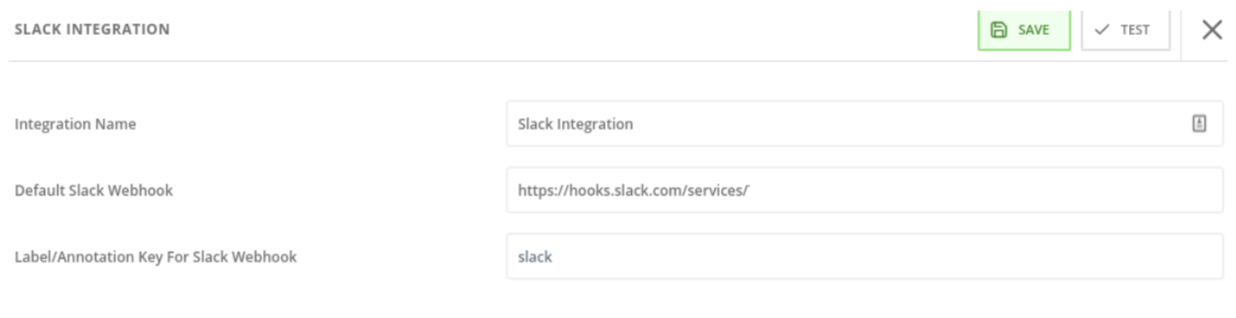 SLACK INTEGRATION SAVE TEST
Integration Name Slack Integration
Default Slack Webhook https://hooks.slack.com/services/
Label/Annotation Key For Slack Webhook slack